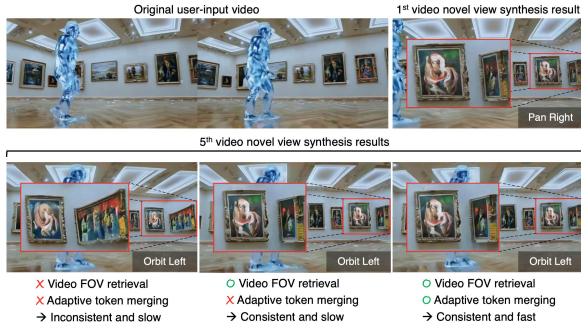 Original user-input video
1st video novel view synthesis result
Pan Right
5th video novel view synthesis results
Orbit Left
Orbit Left
Orbit Left
X Video FOV retrieval
X Adaptive token merging
→ Inconsistent and slow
O Video FOV retrieval
X Adaptive token merging
→ Consistent and slow
O Video FOV retrieval
O Adaptive token merging
→ Consistent and fast